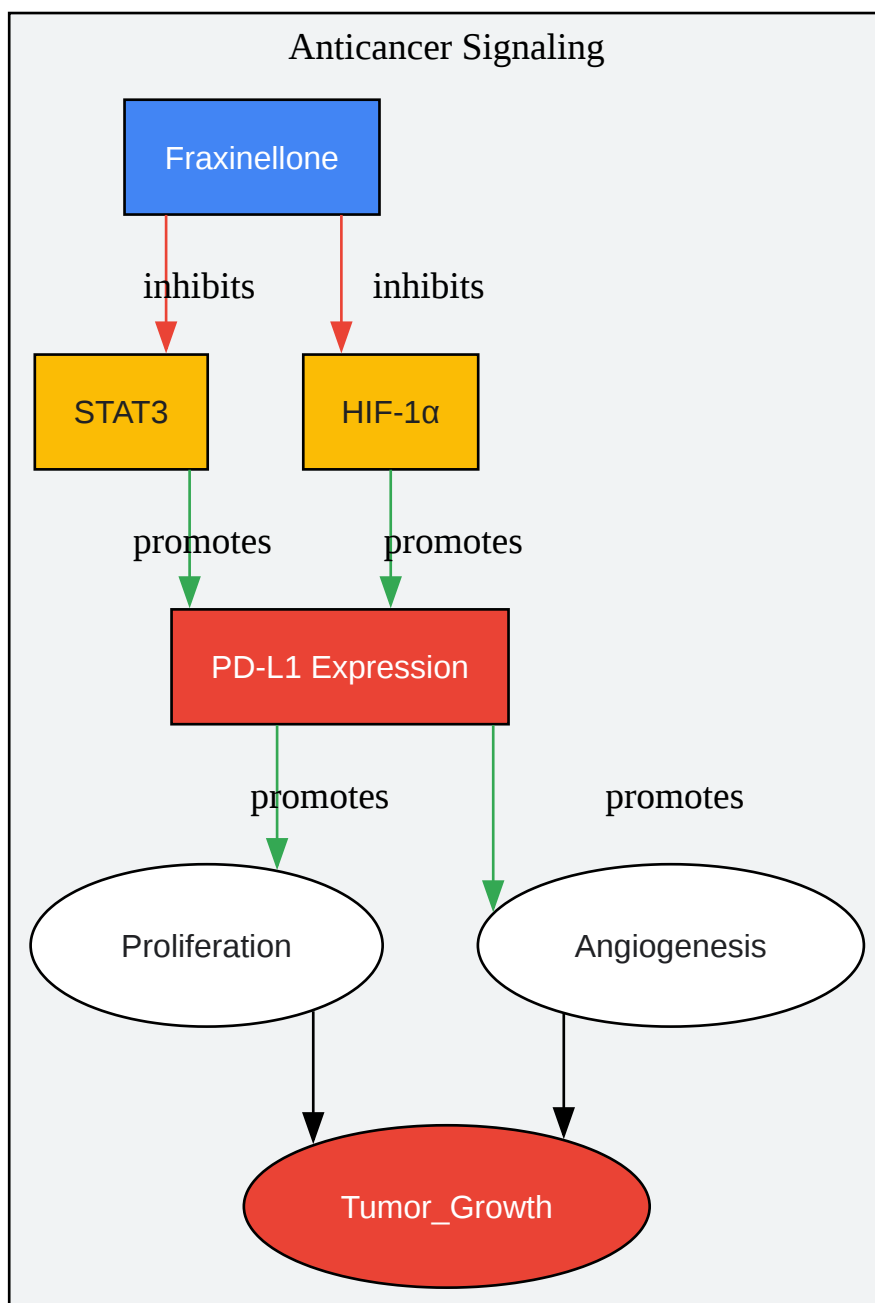 Anticancer Signaling
Fraxinellone
inhibits
inhibits
STAT3
HIF-1α
promotes
promotes
PD-L1 Expression
promotes
promotes
Proliferation
Angiogenesis
Tumor_Growth